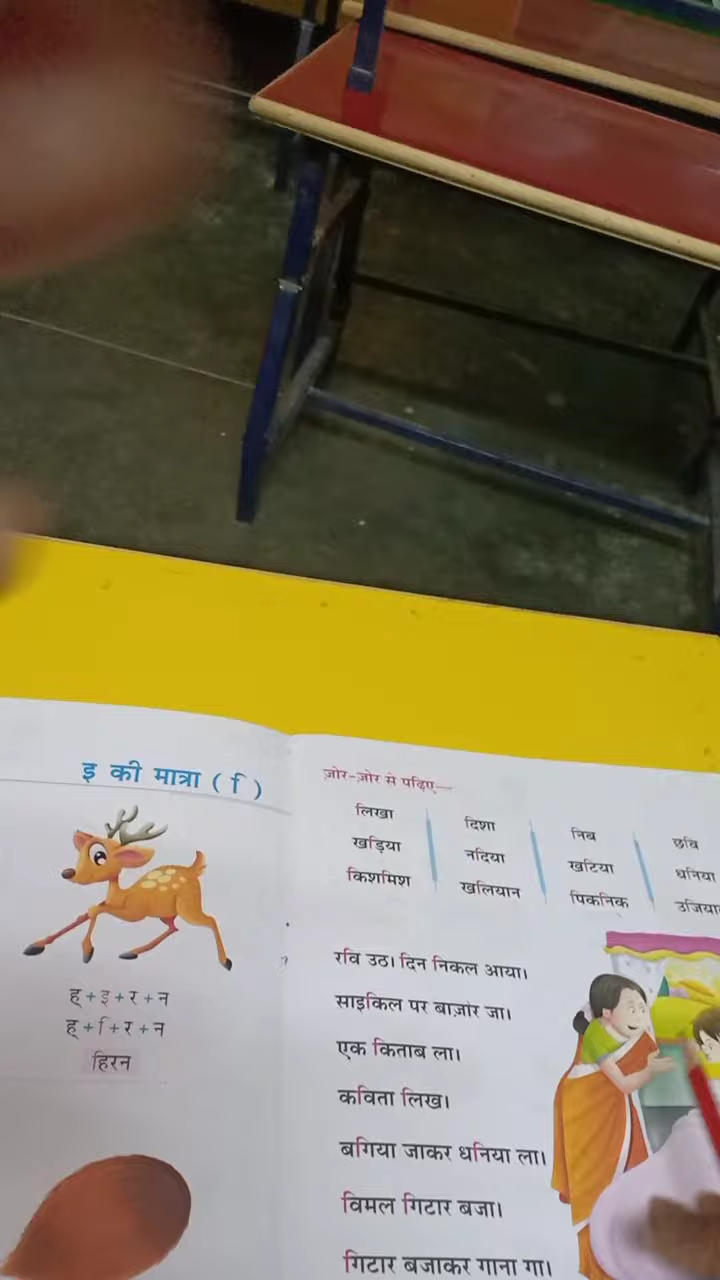 इ की मात्रा ( ि )
ह् + इ + र + न
ह् + ि + र + न
हिरन
ज़ोर-ज़ोर से पढ़िए—
लिखा दिशा निब छवि
खड़िया नदिया खटिया धनिया
किशमिश खलियान पिकनिक
रवि उठ। दिन निकल आया।
साइकिल पर बाज़ार जा।
एक किताब ला।
कविता लिख।
बगिया जाकर धनिया ला।
विमल गिटार बजा।
गिटार बजाकर गाना गा।